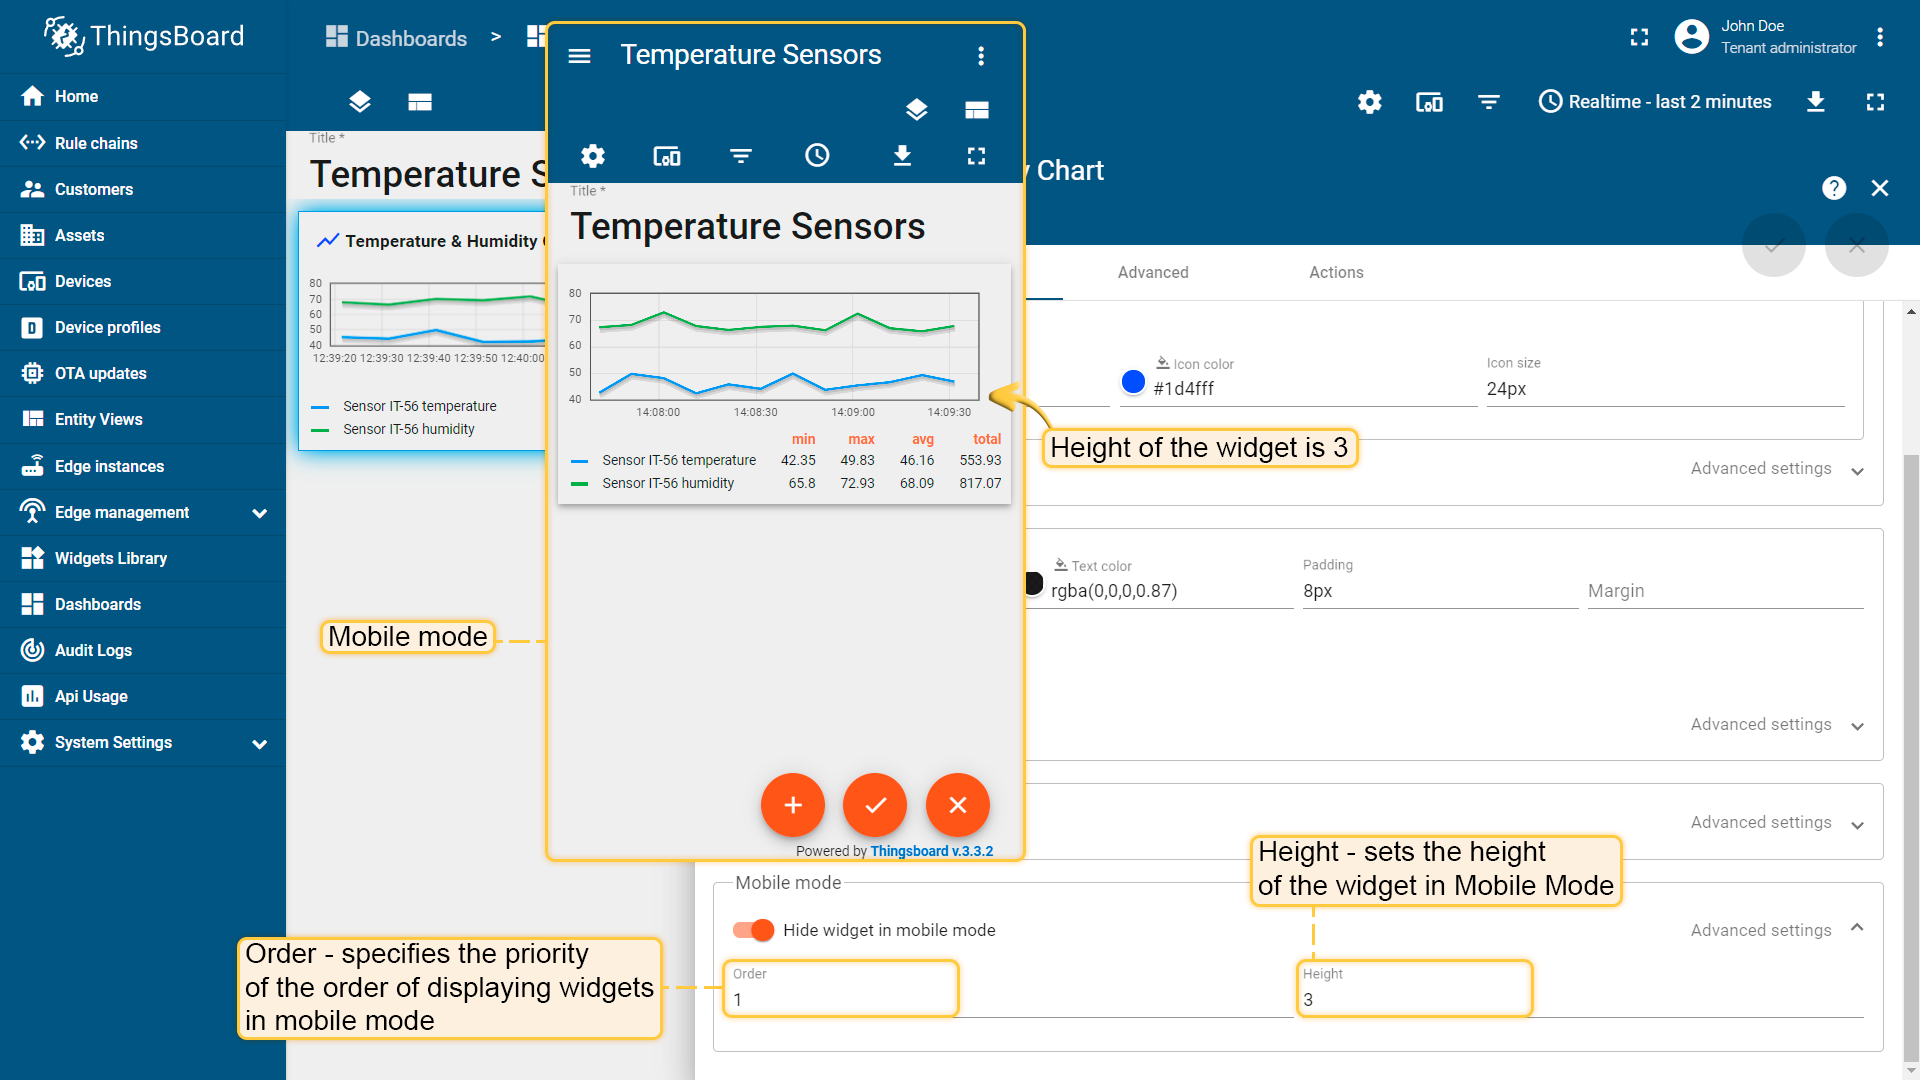 ThingsBoard
Home
Rule chains
Customers
Assets
Devices
Device profiles
OTA updates
Entity Views
Edge instances
Edge management
Widgets Library
Dashboards
Audit Logs
Api Usage
System Settings
Dashboards >
John Doe
Tenant administrator
Realtime - last 2 minutes
Title *
Temperature S
Temperature & Humidity
80
70
60
50
40
12:39:20 12:39:30 12:39:40 12:39:50 12:40:00
Sensor IT-56 temperature
Sensor IT-56 humidity
Temperature Sensors
Title *
Temperature Sensors
80
70
60
50
40
14:08:00 14:08:30 14:09:00 14:09:30
min max avg total
Sensor IT-56 temperature 42.35 49.83 46.16 553.93
Sensor IT-56 humidity 65.8 72.93 68.09 817.07
Powered by Thingsboard v.3.3.2
y Chart
Advanced Actions
Icon color
#1d4fff
Icon size
24px
Height of the widget is 3
Advanced settings
Text color
rgba(0,0,0,0.87)
Padding
8px
Margin
Mobile mode
Advanced settings
Advanced settings
Height - sets the height
of the widget in Mobile Mode
Mobile mode
Hide widget in mobile mode
Advanced settings
Order - specifies the priority
of the order of displaying widgets
in mobile mode
Order
1
Height
3